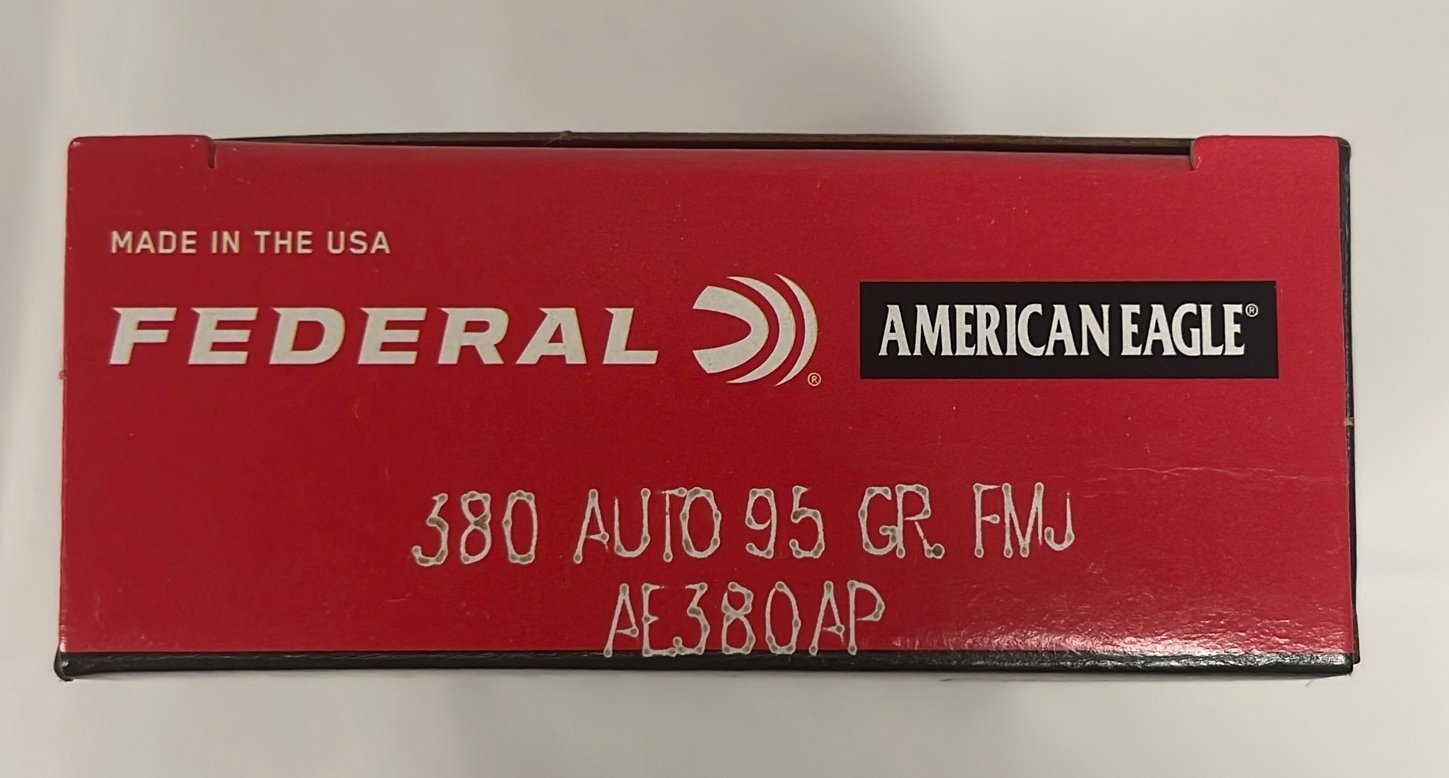 MADE IN THE USA
FEDERAL ® AMERICAN EAGLE®
380 AUTO 95 GR. FMJ
AE380AP